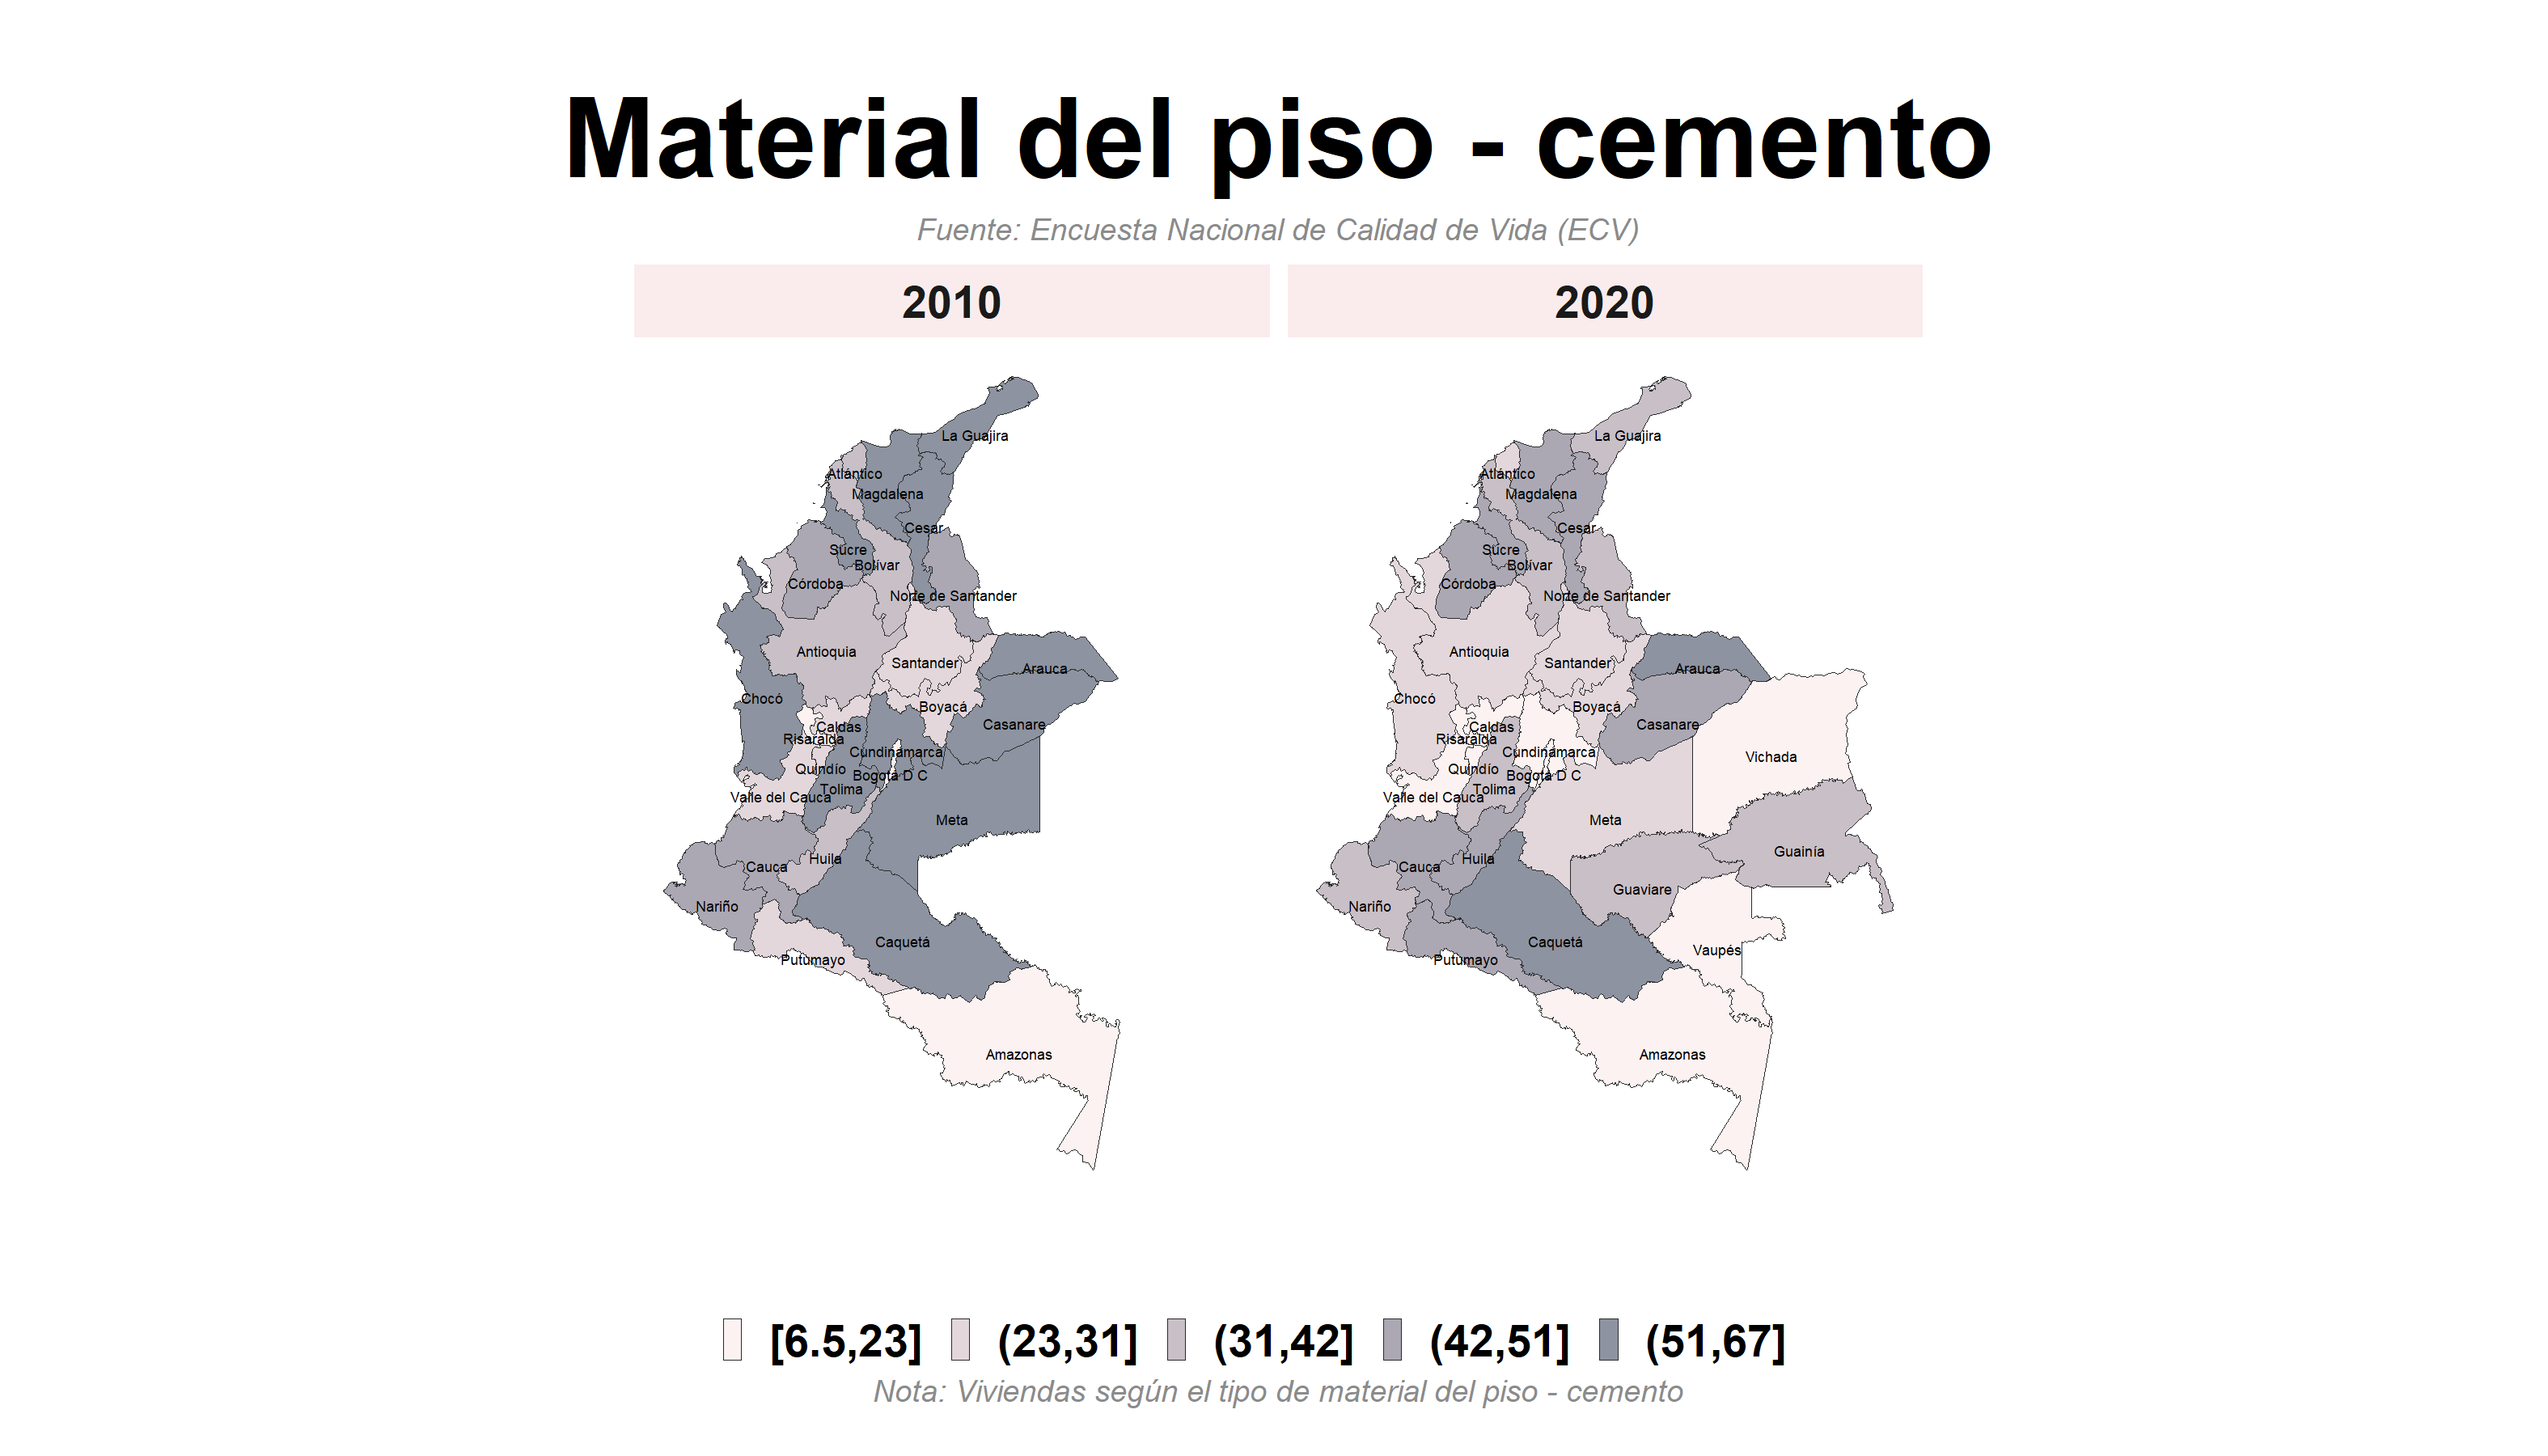 Material del piso - cemento
Fuente: Encuesta Nacional de Calidad de Vida (ECV)
2010
La Guajira
Atlántico
Magdalena
Cesar
Sucre
Bolívar
Córdoba
Norte de Santander
Antioquia
Santander
Arauca
Chocó
Boyacá
Casanare
Caldas
Risaralda
Cundinamarca
Quindío
Bogotá D C
Tolima
Valle del Cauca
Meta
Huila
Cauca
Nariño
Caquetá
Putumayo
Amazonas
2020
La Guajira
Atlántico
Magdalena
Cesar
Sucre
Bolívar
Córdoba
Norte de Santander
Antioquia
Santander
Arauca
Chocó
Boyacá
Casanare
Caldas
Risaralda
Cundinamarca
Vichada
Quindío
Bogotá D C
Tolima
Valle del Cauca
Meta
Guainía
Huila
Cauca
Guaviare
Nariño
Caquetá
Vaupés
Putumayo
Amazonas
[6.5,23] (23,31] (31,42] (42,51] (51,67]
Nota: Viviendas según el tipo de material del piso - cemento